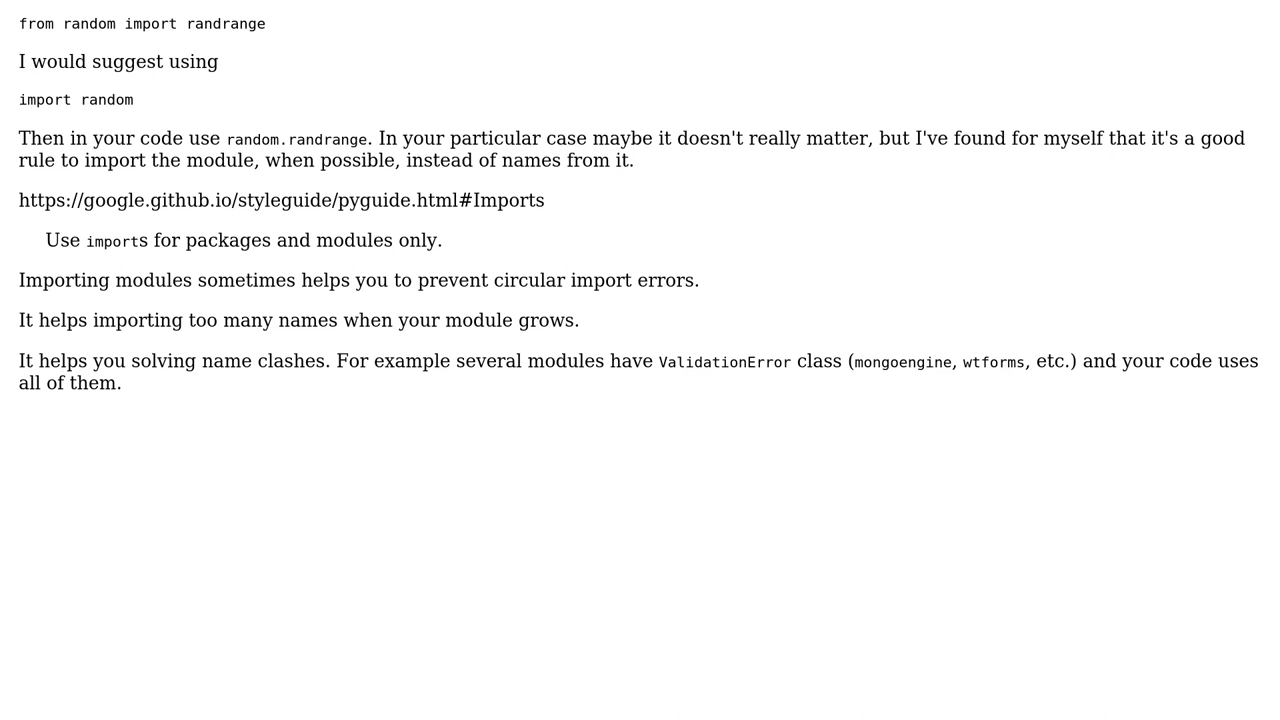 from random import randrange
I would suggest using
import random
Then in your code use random.randrange. In your particular case maybe it doesn't really matter, but I've found for myself that it's a good
rule to import the module, when possible, instead of names from it.
https://google.github.io/styleguide/pyguide.html#Imports
Use imports for packages and modules only.
Importing modules sometimes helps you to prevent circular import errors.
It helps importing too many names when your module grows.
It helps you solving name clashes. For example several modules have ValidationError class (mongoengine, wtforms, etc.) and your code uses
all of them.